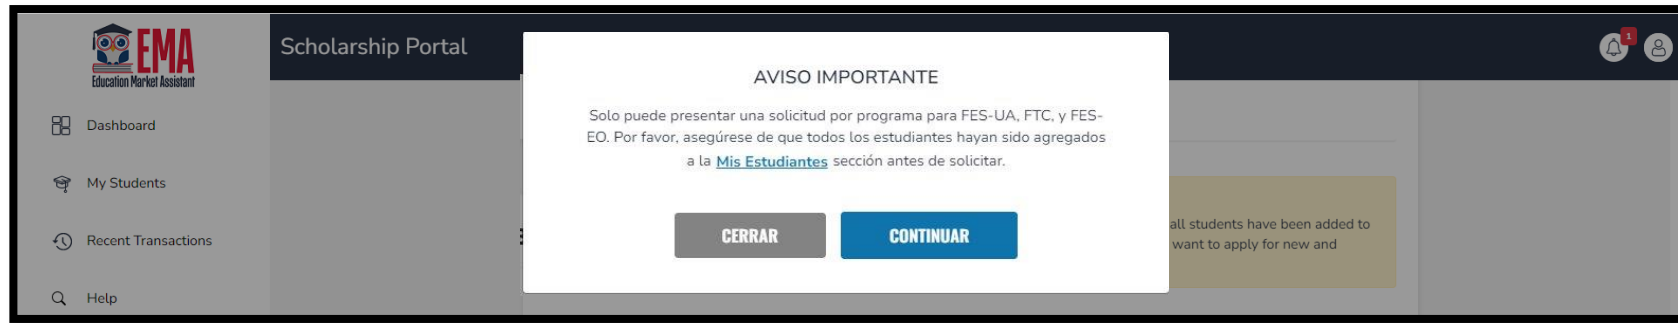 EMA
Education Market Assistant
Scholarship Portal
1
Dashboard
My Students
Recent Transactions
Help
AVISO IMPORTANTE
Solo puede presentar una solicitud por programa para FES-UA, FTC, y FES-
EO. Por favor, asegúrese de que todos los estudiantes hayan sido agregados
a la Mis Estudiantes sección antes de solicitar.
CERRAR
CONTINUAR
all students have been added to
want to apply for new and